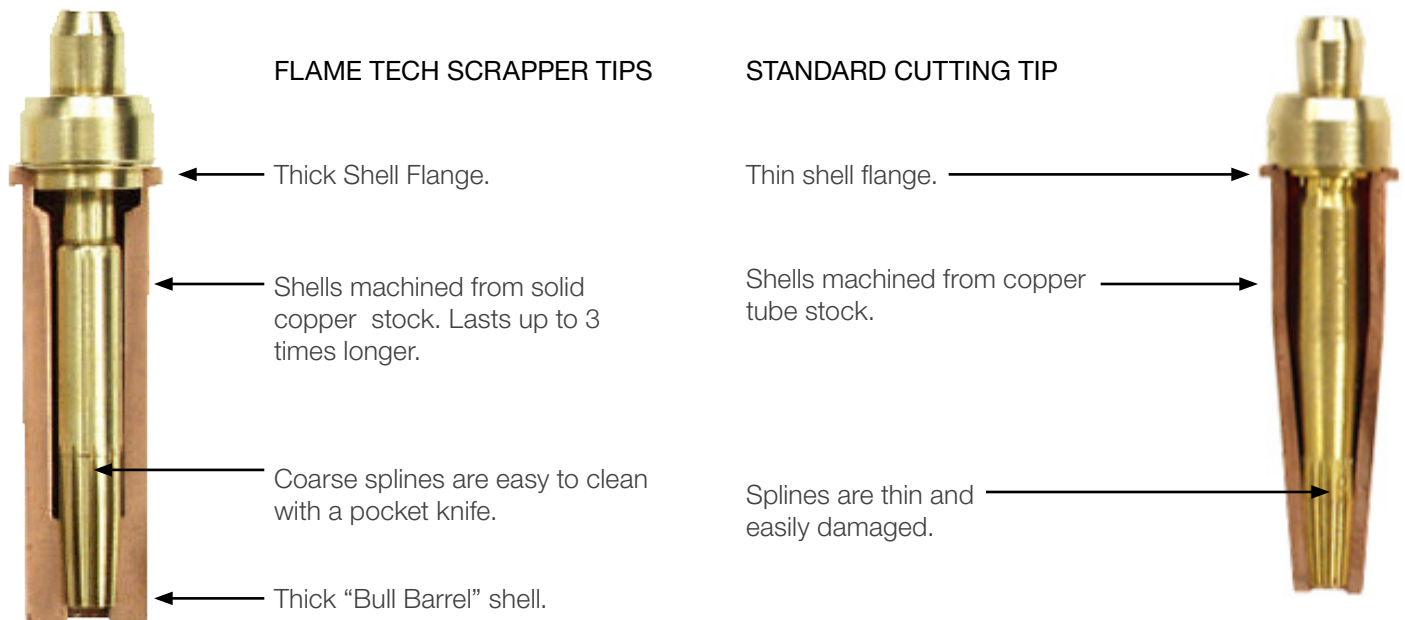 FLAME TECH SCRAPPER TIPS
Thick Shell Flange.
Shells machined from solid
copper stock. Lasts up to 3
times longer.
Coarse splines are easy to clean
with a pocket knife.
Thick “Bull Barrel” shell.
STANDARD CUTTING TIP
Thin shell flange.
Shells machined from copper
tube stock.
Splines are thin and
easily damaged.